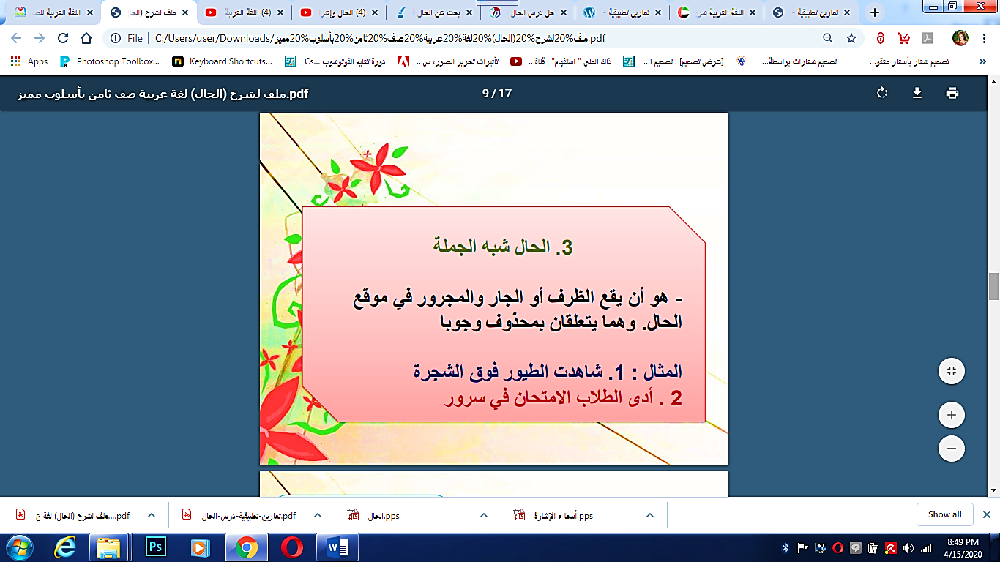 اللغة العربية للص
ملف لشرح (الحا
(4) اللغة العربية
(4) الحال وإعرا
بحث عن الحال
حل درس الحال
تمارين تطبيقية -
اللغة العربية شر
تمارين تطبيقية -
File | C:/Users/user/Downloads/ملف%20لشرح%20(الحال)%20لغة%20عربية%20صف%20ثامن%20بأسلوب%20مميز.pdf
Apps
Photoshop Toolbox...
Keyboard Shortcuts...
دورة تعليم الفوتوشوب Cs...
تأثيرات تحرير الصور، س...
ذاك المني " استفهام" | قناة...
[عرض تصميم] : تصميم ا...
تصميم شعارات بواسطة...
تصميم شعار بأسعار معقو...
ملف لشرح (الحال) لغة عربية صف ثامن بأسلوب مميز.pdf
9 / 17
3. الحال شبه الجملة
- هو أن يقع الظرف أو الجار والمجرور في موقع
الحال. وهما يتعلقان بمحذوف وجوبا
المثال : 1. شاهدت الطيور فوق الشجرة
2 . أدى الطلاب الامتحان في سرور
ملف لشرح (الحال) لغة ع....pdf
تمارين-تطبيقية-درس-الحال.pdf
الحال.pps
أسما ء الإشارة.pps
Show all
Ps
W
8:49 PM
4/15/2020